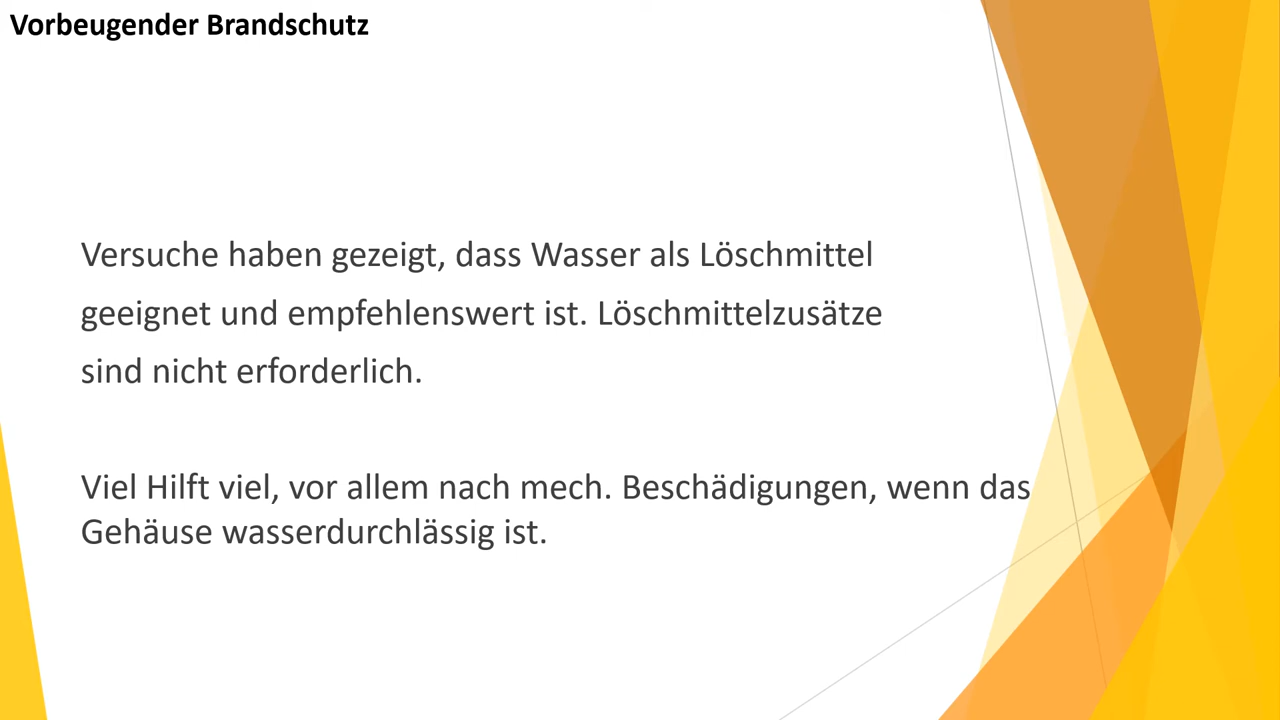 Vorbeugender Brandschutz
Versuche haben gezeigt, dass Wasser als Löschmittel
geeignet und empfehlenswert ist. Löschmittelzusätze
sind nicht erforderlich.
Viel Hilft viel, vor allem nach mech. Beschädigungen, wenn das
Gehäuse wasserdurchlässig ist.